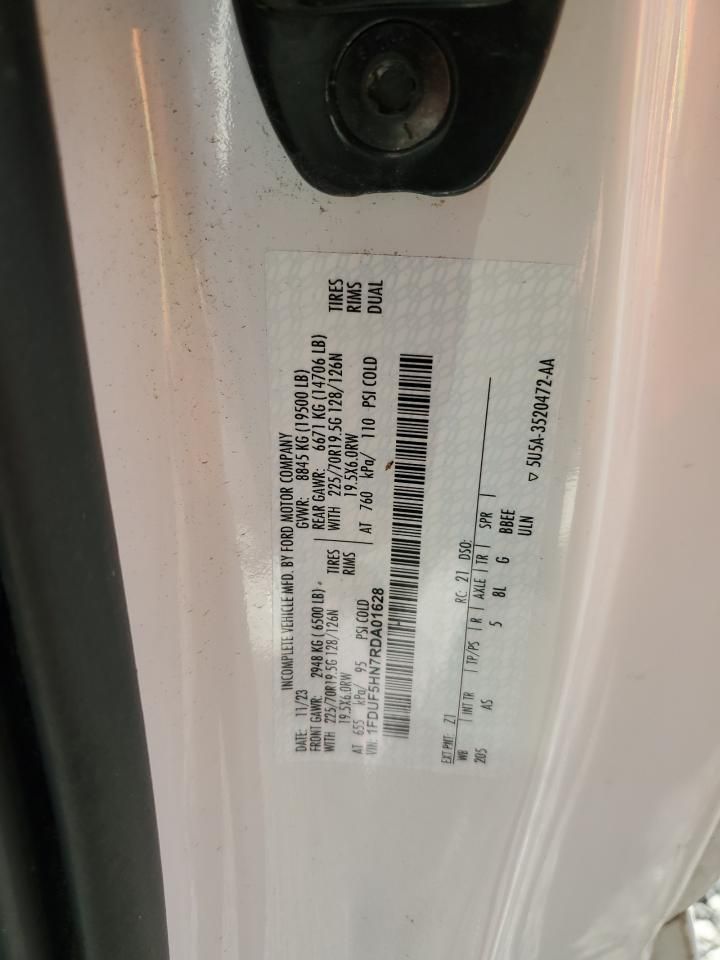 INCOMPLETE VEHICLE MFD. BY FORD MOTOR COMPANY
DATE: 11/23 GVWR: 8845 KG (19500 LB)
FRONT GAWR: 2948 KG (6500 LB) REAR GAWR: 6671 KG (14706 LB)
WITH 225/70R19.5G 128/126N TIRES WITH 225/70R19.5G 128/126N TIRES
19.5X6.0RW RIMS 19.5X6.0RW RIMS
AT 655 kPa/ 95 PSI COLD AT 760 kPa/ 110 PSI COLD DUAL
VIN: 1FDUF5HN7RDA01628
EXT PNT: Z1 RC: 21 DSO:
WB INT TR TP/PS R AXLE TR SPR
205 AS 5 8L G BBEE
ULN
▽ 5U5A-3520472-AA